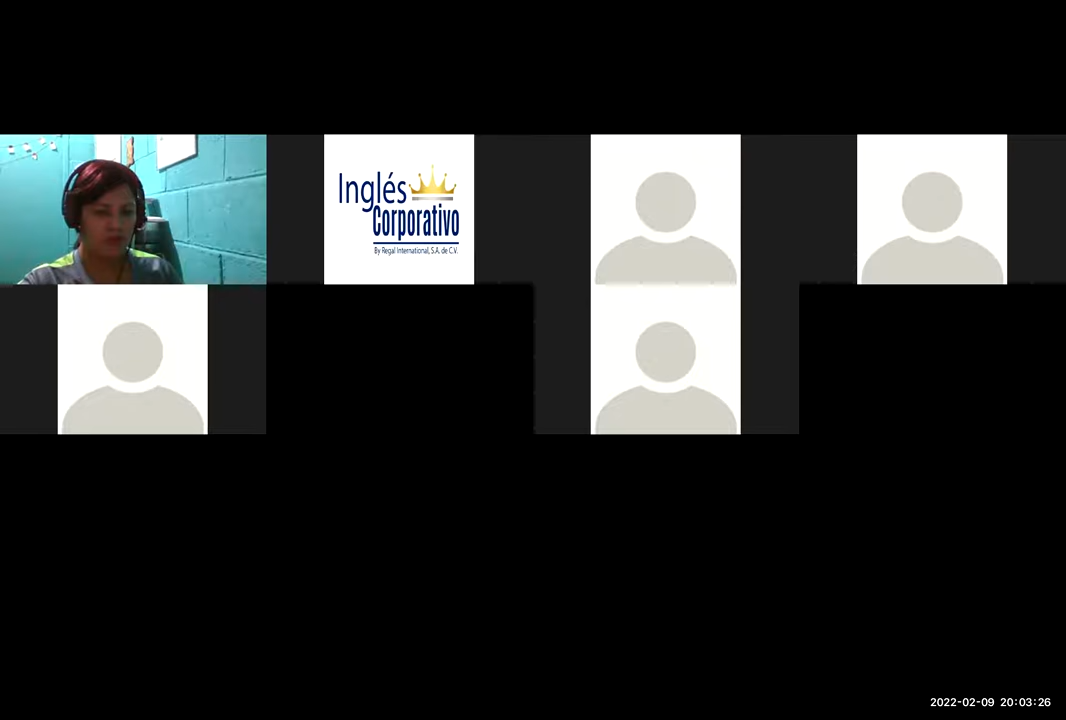 Inglés
Corporativo
By Regal International, S.A. de C.V.
2022-02-09 20:03:26